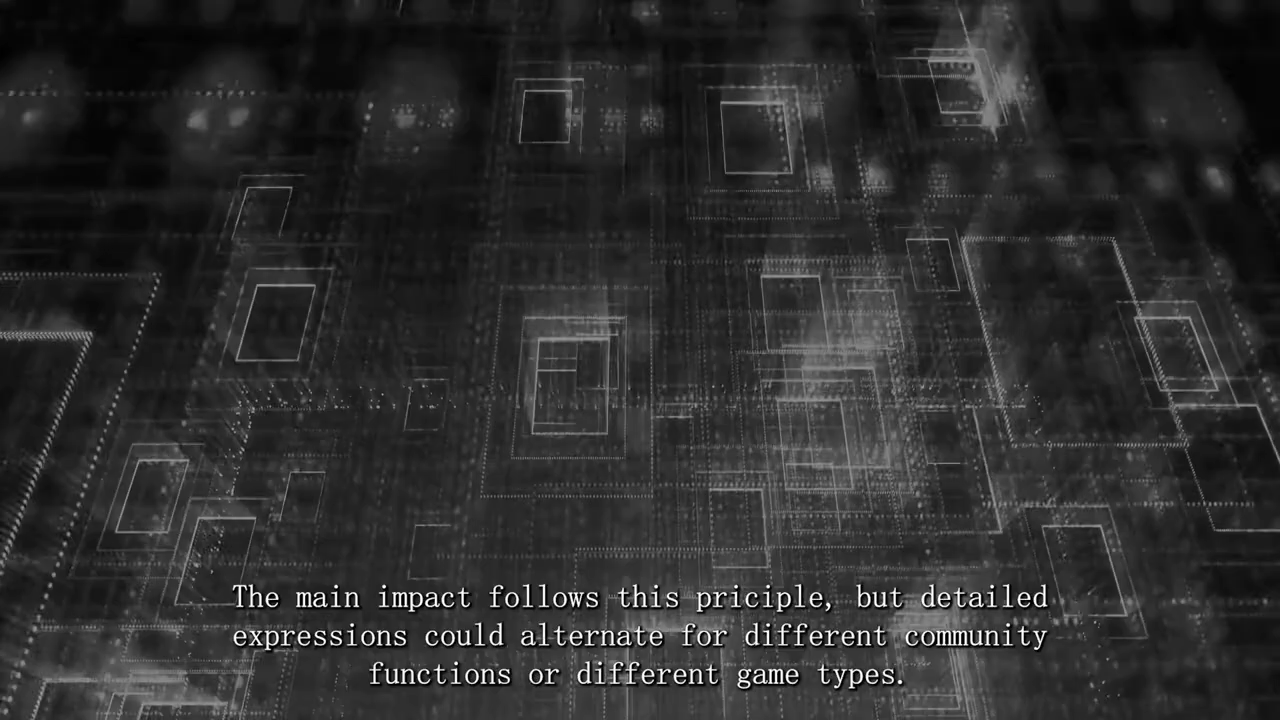 The main impact follows this priciple, but detailed
expressions could alternate for different community
functions or different game types.